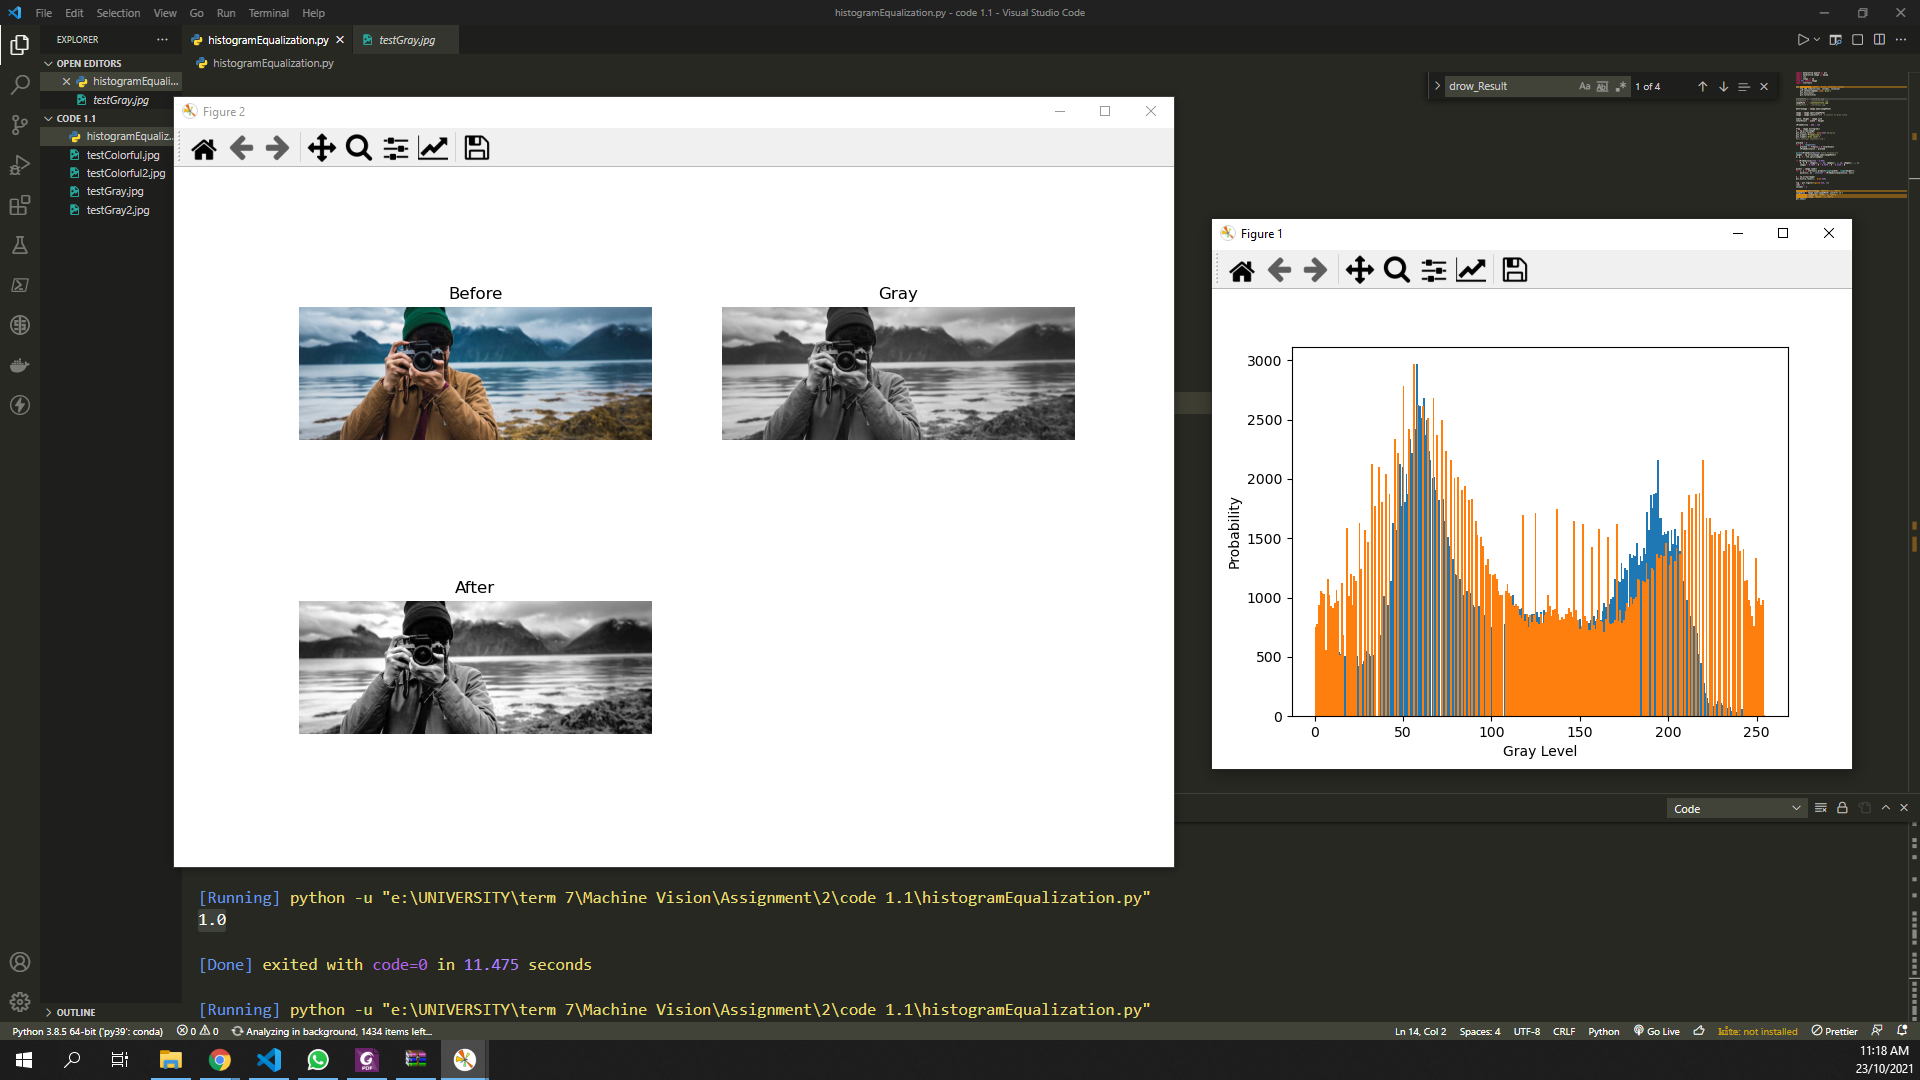 File Edit Selection View Go Run Terminal Help
histogramEqualization.py - code 1.1 - Visual Studio Code
EXPLORER
histogramEqualization.py
testGray.jpg
OPEN EDITORS
histogramEquali...
testGray.jpg
CODE 1.1
histogramEqualiz...
testColorful.jpg
testColorful2.jpg
testGray.jpg
testGray2.jpg
OUTLINE
histogramEqualization.py
drow_Result
Aa
1 of 4
Figure 2
Before
Gray
After
Figure 1
3000
2500
2000
1500
1000
500
0
Probability
0 50 100 150 200 250
Gray Level
Code
[Running] python -u "e:\UNIVERSITY\term 7\Machine Vision\Assignment\2\code 1.1\histogramEqualization.py"
1.0
[Done] exited with code=0 in 11.475 seconds
[Running] python -u "e:\UNIVERSITY\term 7\Machine Vision\Assignment\2\code 1.1\histogramEqualization.py"
Python 3.8.5 64-bit ('py39': conda) 0 0 Analyzing in background, 1434 items left...
Ln 14, Col 2 Spaces: 4 UTF-8 CRLF Python Go Live kite: not installed Prettier
PDF
11:18 AM
23/10/2021